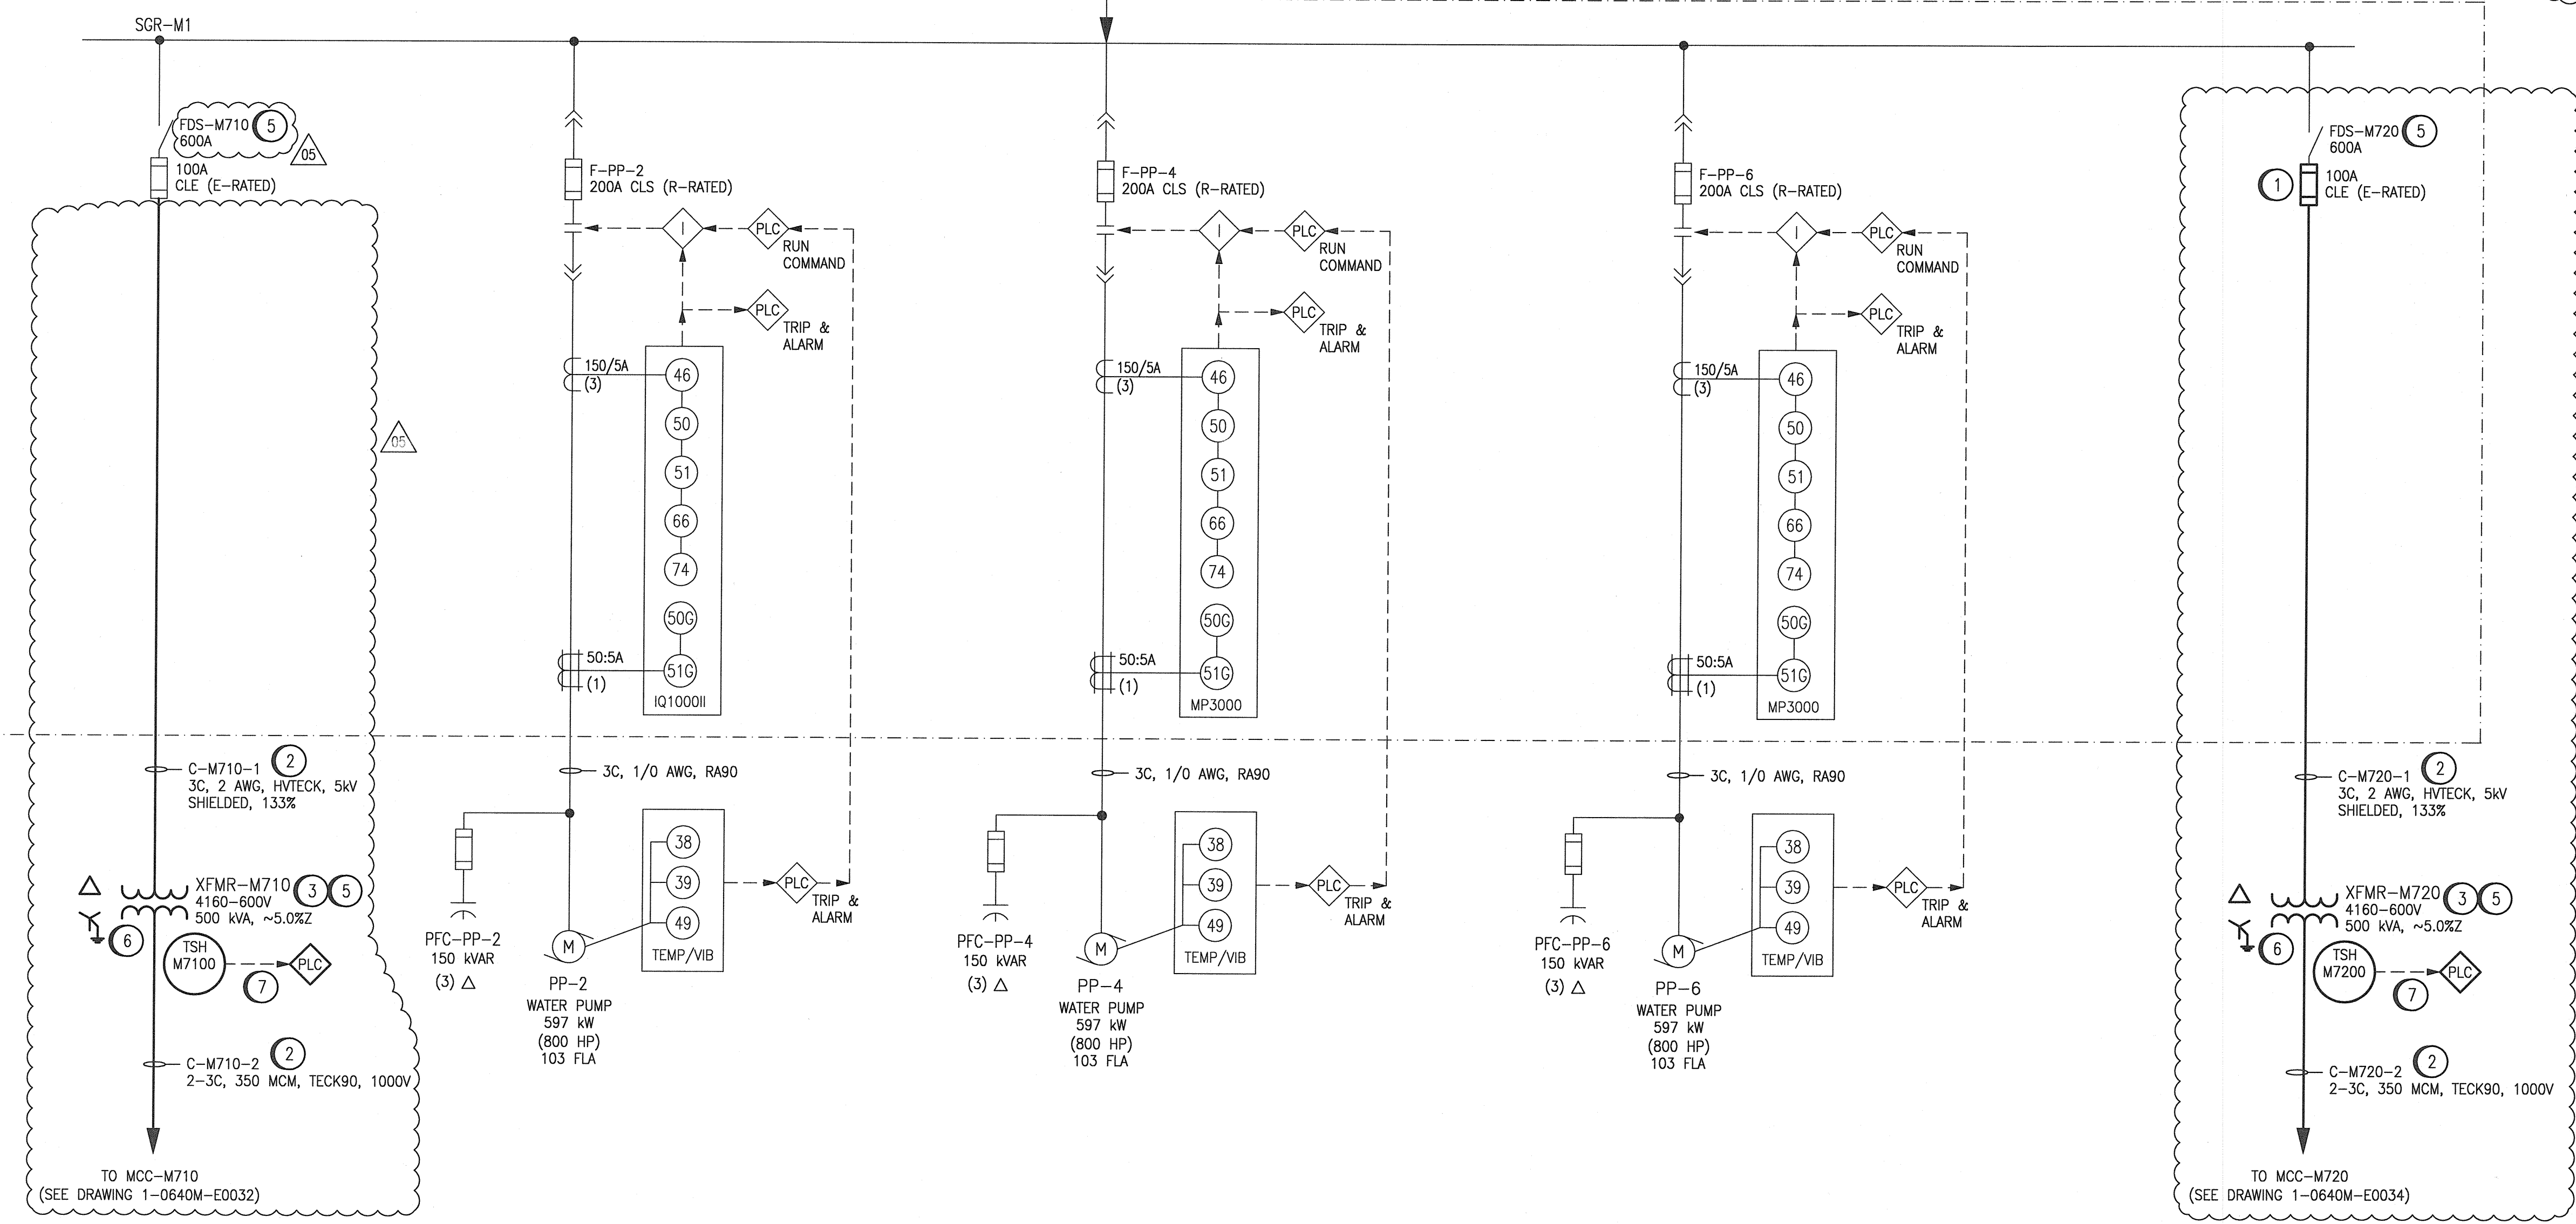 SGR-M1
FDS-M710 5
600A
05
100A
CLE (E-RATED)
05
C-M710-1 2
3C, 2 AWG, HVTECK, 5kV
SHIELDED, 133%
XFMR-M710 3 5
4160-600V
500 kVA, ~5.0%Z
6
TSH
M7100
PLC
7
C-M710-2 2
2-3C, 350 MCM, TECK90, 1000V
TO MCC-M710
(SEE DRAWING 1-0640M-E0032)
F-PP-2
200A CLS (R-RATED)
I
PLC
RUN
COMMAND
PLC
TRIP &
ALARM
150/5A
(3)
46
50
51
66
74
50G
50:5A
(1)
51G
IQ1000II
3C, 1/0 AWG, RA90
38
39
49
TEMP/VIB
PLC
TRIP &
ALARM
PFC-PP-2
150 kVAR
(3) △
M
PP-2
WATER PUMP
597 kW
(800 HP)
103 FLA
F-PP-4
200A CLS (R-RATED)
I
PLC
RUN
COMMAND
PLC
TRIP &
ALARM
150/5A
(3)
46
50
51
66
74
50G
50:5A
(1)
51G
MP3000
3C, 1/0 AWG, RA90
38
39
49
TEMP/VIB
PLC
TRIP &
ALARM
PFC-PP-4
150 kVAR
(3) △
M
PP-4
WATER PUMP
597 kW
(800 HP)
103 FLA
F-PP-6
200A CLS (R-RATED)
I
PLC
RUN
COMMAND
PLC
TRIP &
ALARM
150/5A
(3)
46
50
51
66
74
50G
50:5A
(1)
51G
MP3000
3C, 1/0 AWG, RA90
38
39
49
TEMP/VIB
PLC
TRIP &
ALARM
PFC-PP-6
150 kVAR
(3) △
M
PP-6
WATER PUMP
597 kW
(800 HP)
103 FLA
FDS-M720 5
600A
1
100A
CLE (E-RATED)
C-M720-1 2
3C, 2 AWG, HVTECK, 5kV
SHIELDED, 133%
XFMR-M720 3 5
4160-600V
500 kVA, ~5.0%Z
6
TSH
M7200
PLC
7
C-M720-2 2
2-3C, 350 MCM, TECK90, 1000V
TO MCC-M720
(SEE DRAWING 1-0640M-E0034)